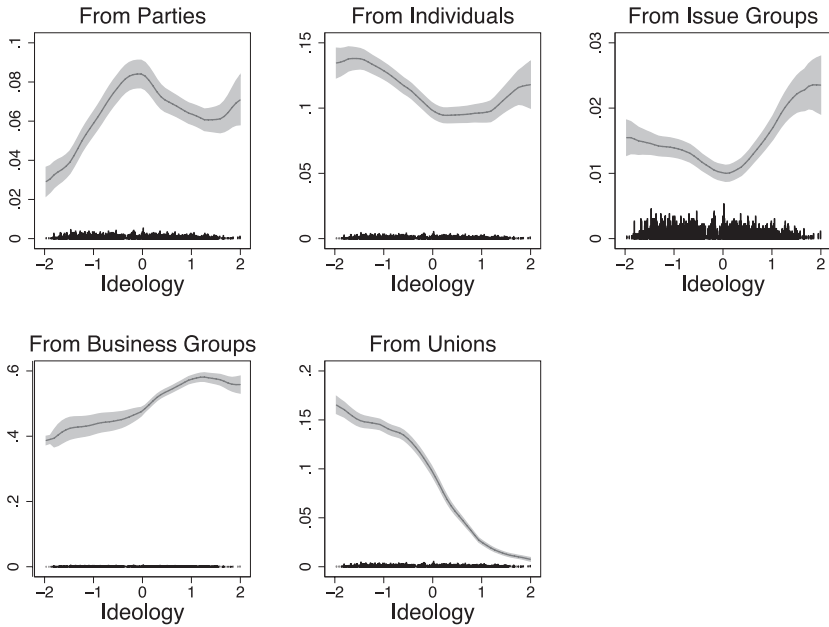 From Parties
.1
.08
.06
.04
.02
0
−2 −1 0 1 2
Ideology
From Individuals
.15
.1
.05
0
−2 −1 0 1 2
Ideology
From Issue Groups
.03
.02
.01
0
−2 −1 0 1 2
Ideology
From Business Groups
.6
.4
.2
0
−2 −1 0 1 2
Ideology
From Unions
.2
.15
.1
.05
0
−2 −1 0 1 2
Ideology